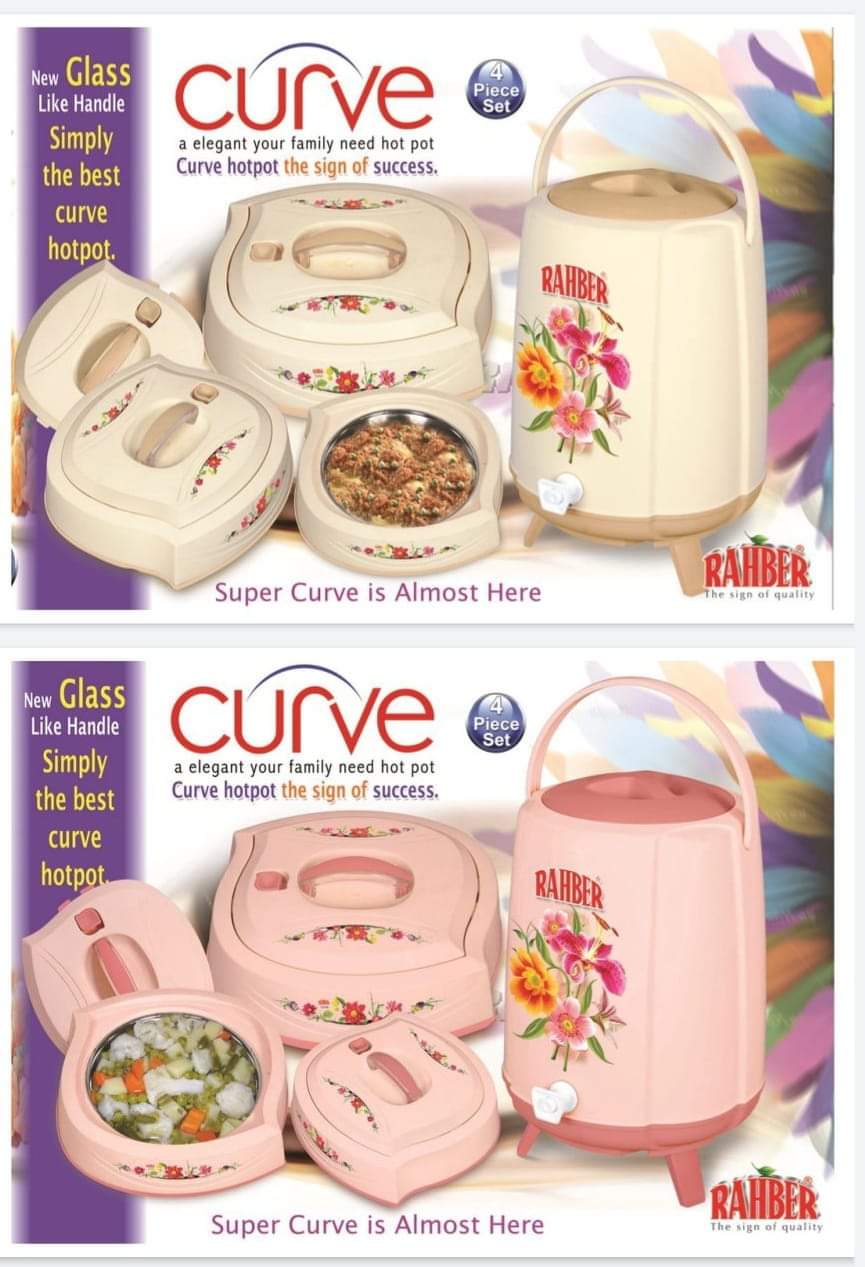 New Glass
Like Handle
Simply
the best
curve
hotpot.
curve
a elegant your family need hot pot
Curve hotpot the sign of success.
4
Piece
Set
RAHBER
Super Curve is Almost Here
RAHBER
The sign of quality
New Glass
Like Handle
Simply
the best
curve
hotpot.
curve
a elegant your family need hot pot
Curve hotpot the sign of success.
4
Piece
Set
RAHBER
Super Curve is Almost Here
RAHBER
The sign of quality